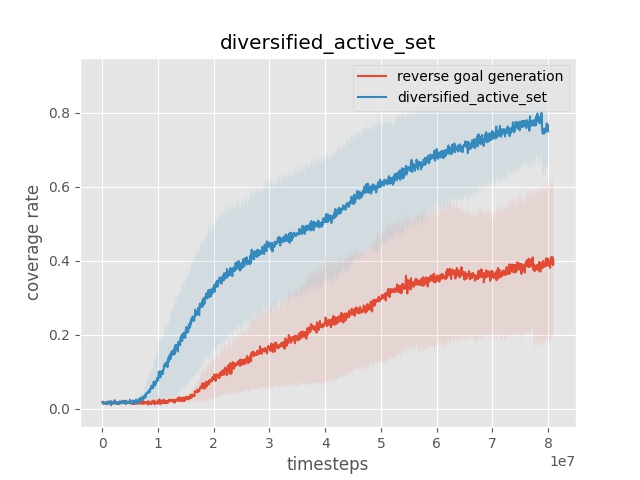 diversified_active_set
reverse goal generation
diversified_active_set
coverage rate
0.8
0.6
0.4
0.2
0.0
0 1 2 3 4 5 6 7 8
1e7
timesteps